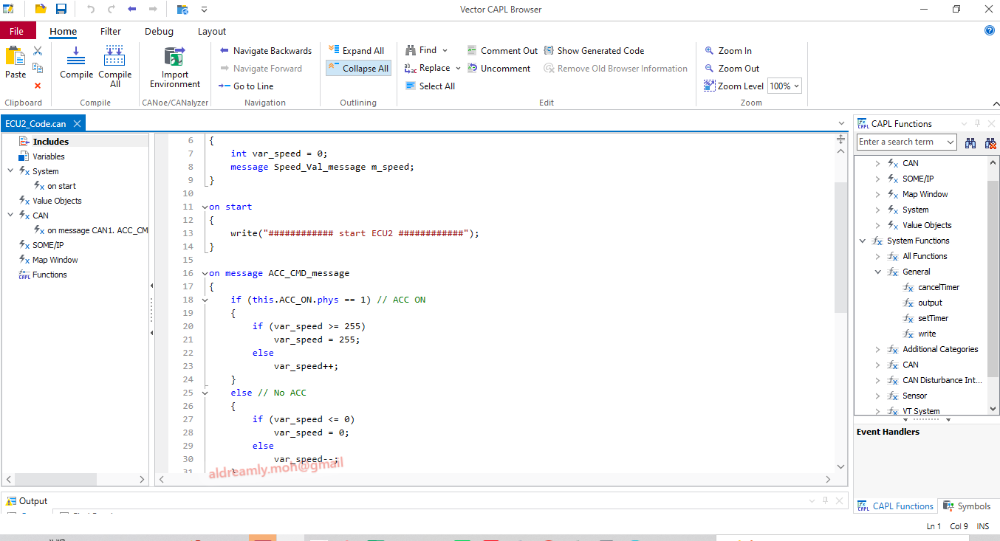 Vector CAPL Browser
File Home Filter Debug Layout
Paste
Clipboard
Compile
Compile All
Compile
Import Environment
CANoe/CANalyzer
Navigate Backwards
Navigate Forward
Go to Line
Navigation
Expand All
Collapse All
Outlining
Find
Replace
Select All
Comment Out
Uncomment
Show Generated Code
Remove Old Browser Information
Edit
Zoom In
Zoom Out
Zoom Level 100%
Zoom
ECU2_Code.can
Includes
Variables
System
on start
Value Objects
CAN
on message CAN1. ACC_CM
SOME/IP
Map Window
Functions
6 {
7 int var_speed = 0;
8 message Speed_Val_message m_speed;
9 }
10
11 on start
12 {
13 write("############ start ECU2 ############");
14 }
15
16 on message ACC_CMD_message
17 {
18 if (this.ACC_ON.phys == 1) // ACC ON
19 {
20 if (var_speed >= 255)
21 var_speed = 255;
22 else
23 var_speed++;
24 }
25 else // No ACC
26 {
27 if (var_speed <= 0)
28 var_speed = 0;
29 else
30 var_speed--;
31 }
aldreamly.moh@gmail
CAPL Functions
Enter a search term
CAN
SOME/IP
Map Window
System
Value Objects
System Functions
All Functions
General
cancelTimer
output
setTimer
write
Additional Categories
CAN
CAN Disturbance Int...
Sensor
VT System
Event Handlers
CAPL Functions Symbols
Output
Ln 1 Col 9 INS